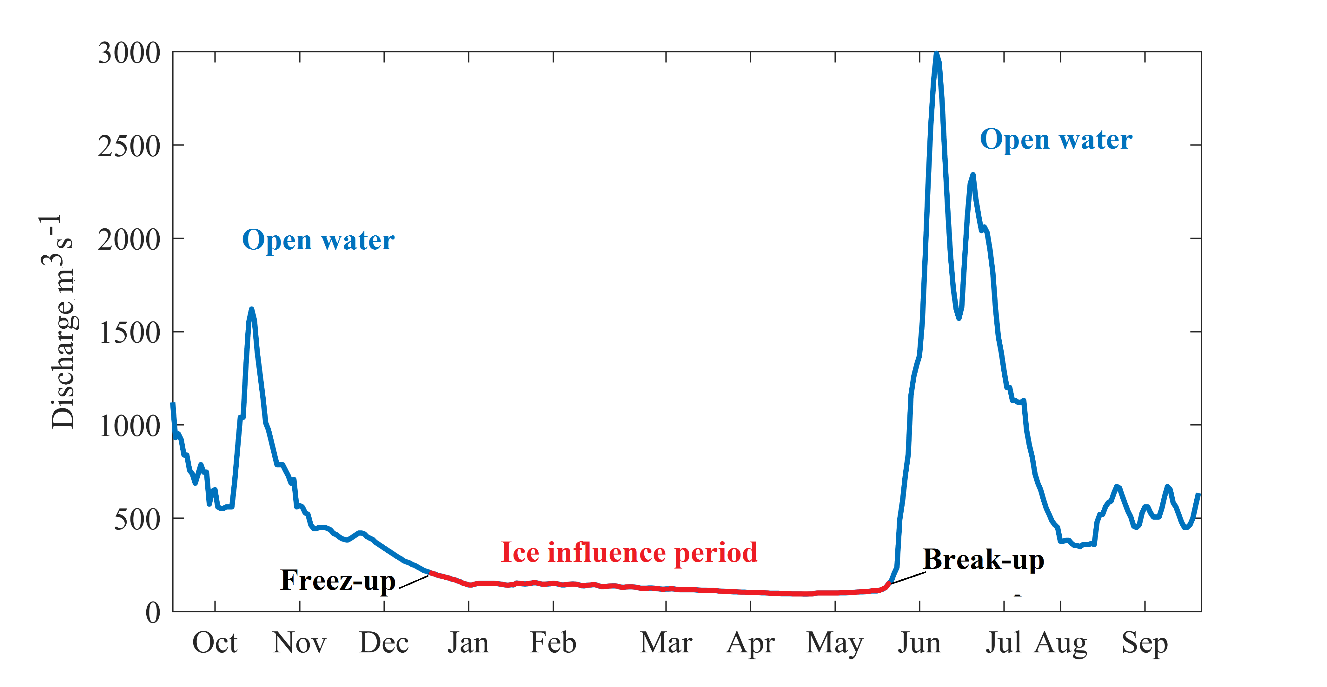 3000
2500
2000
1500
1000
500
0
Discharge m³s⁻¹
Open water
Open water
Ice influence period
Freez-up
Break-up
Oct Nov Dec Jan Feb Mar Apr May Jun Jul Aug Sep